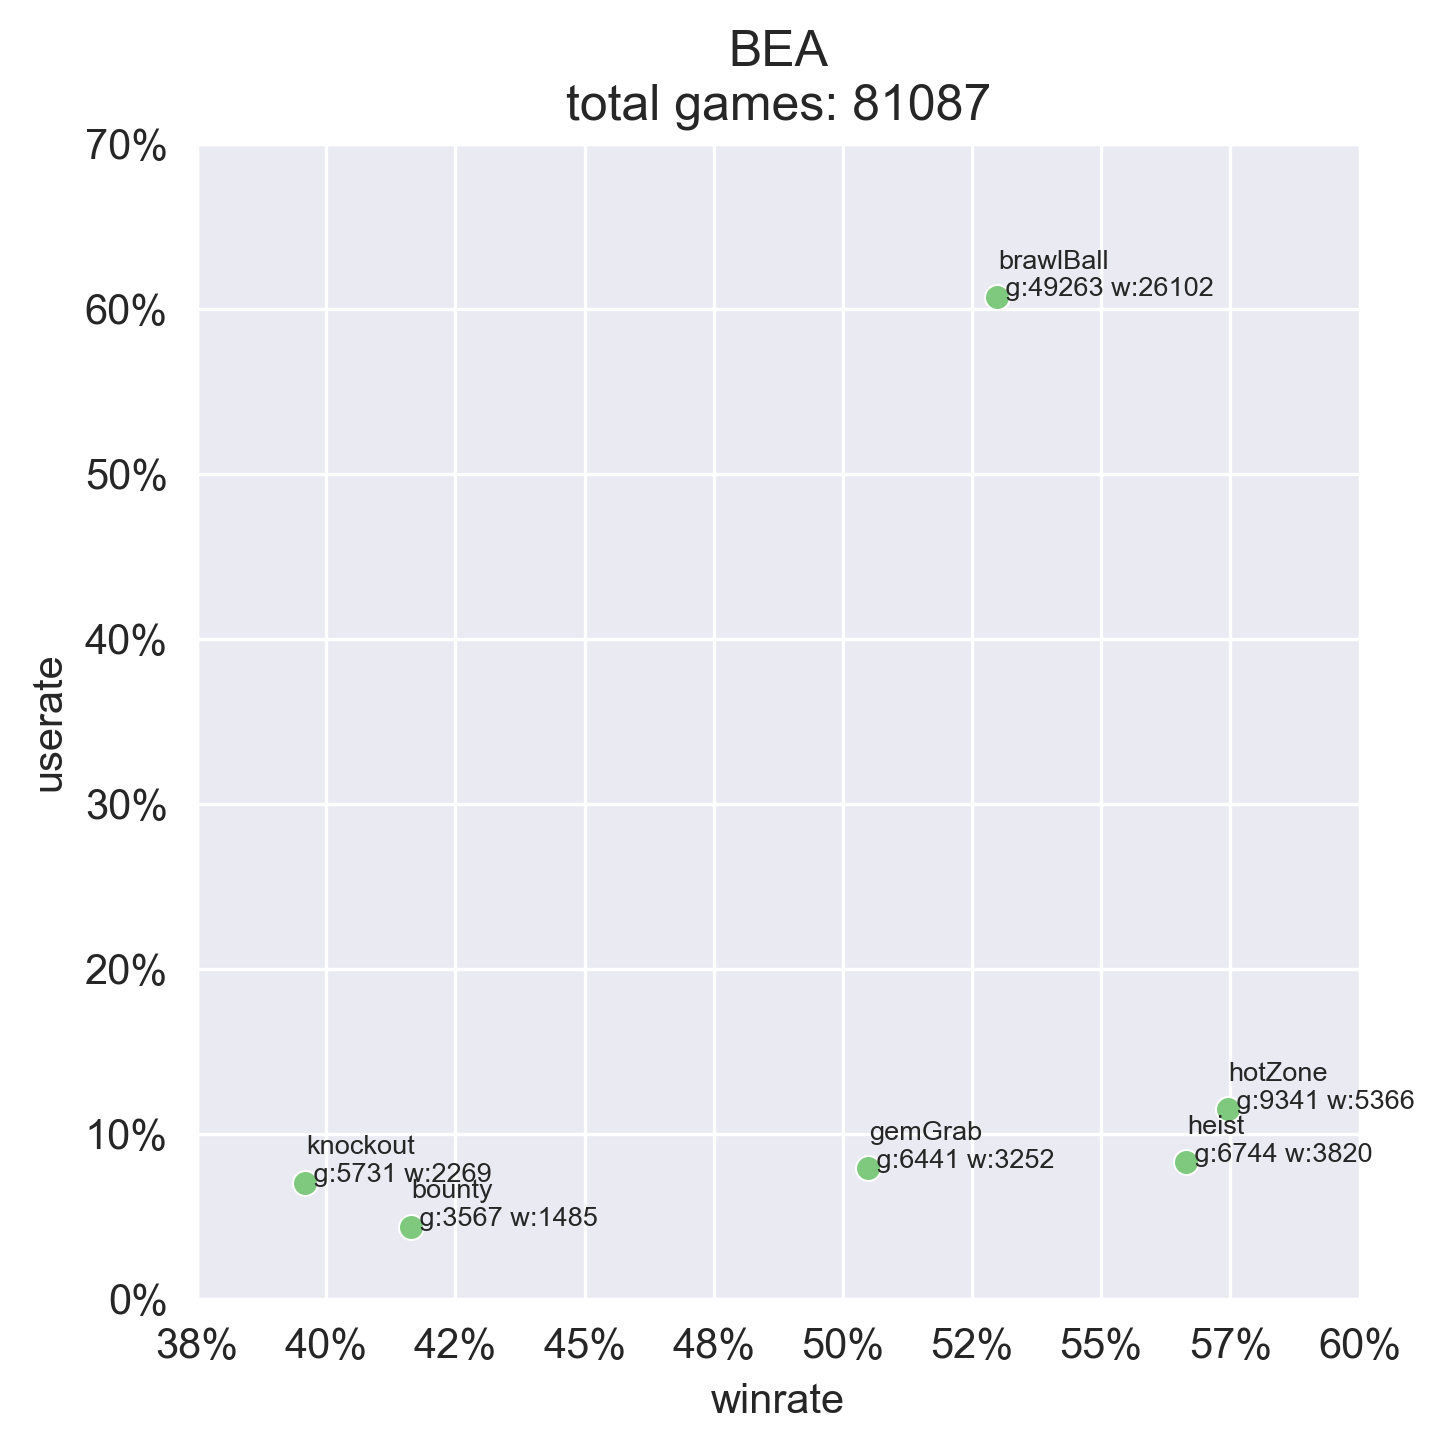 BEA
total games: 81087
70%
60%
50%
40%
30%
20%
10%
0%
userate
brawlBall
g:49263 w:26102
hotZone
g:9341 w:5366
heist
g:6744 w:3820
gemGrab
g:6441 w:3252
knockout
g:5731 w:2269
bounty
g:3567 w:1485
38% 40% 42% 45% 48% 50% 52% 55% 57% 60%
winrate